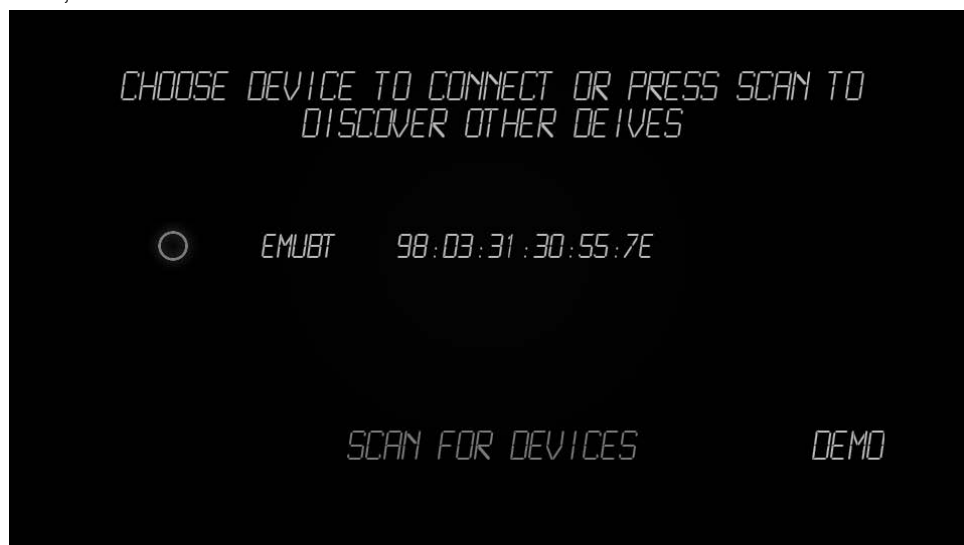 CHOOSE DEVICE TO CONNECT OR PRESS SCAN TO
DISCOVER OTHER DEIVES
EMUBT 98:03:31:30:55:7E
SCAN FOR DEVICES
DEMO